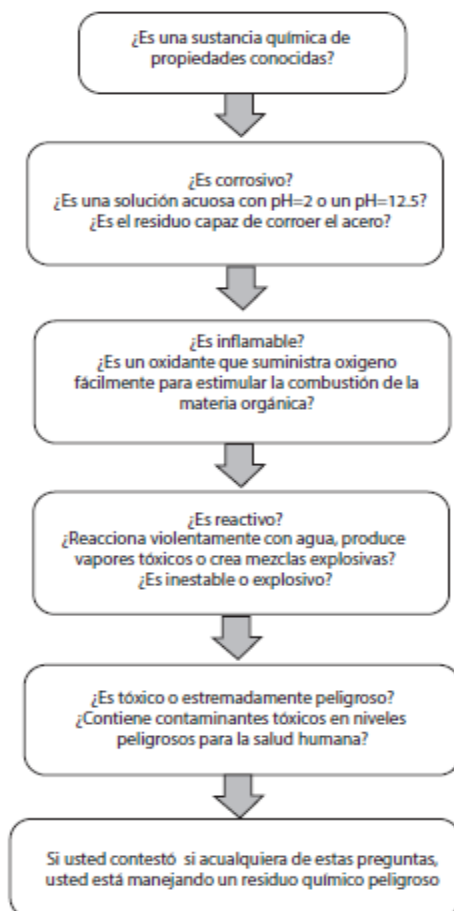 ¿Es una sustancia química de
propiedades conocidas?
¿Es corrosivo?
¿Es una solución acuosa con pH=2 o un pH=12.5?
¿Es el residuo capaz de corroer el acero?
¿Es inflamable?
¿Es un oxidante que suministra oxigeno
fácilmente para estimular la combustión de la
materia orgánica?
¿Es reactivo?
¿Reacciona violentamente con agua, produce
vapores tóxicos o crea mezclas explosivas?
¿Es inestable o explosivo?
¿Es tóxico o estremadamente peligroso?
¿Contiene contaminantes tóxicos en niveles
peligrosos para la salud humana?
Si usted contestó si acualquiera de estas preguntas,
usted está manejando un residuo químico peligroso